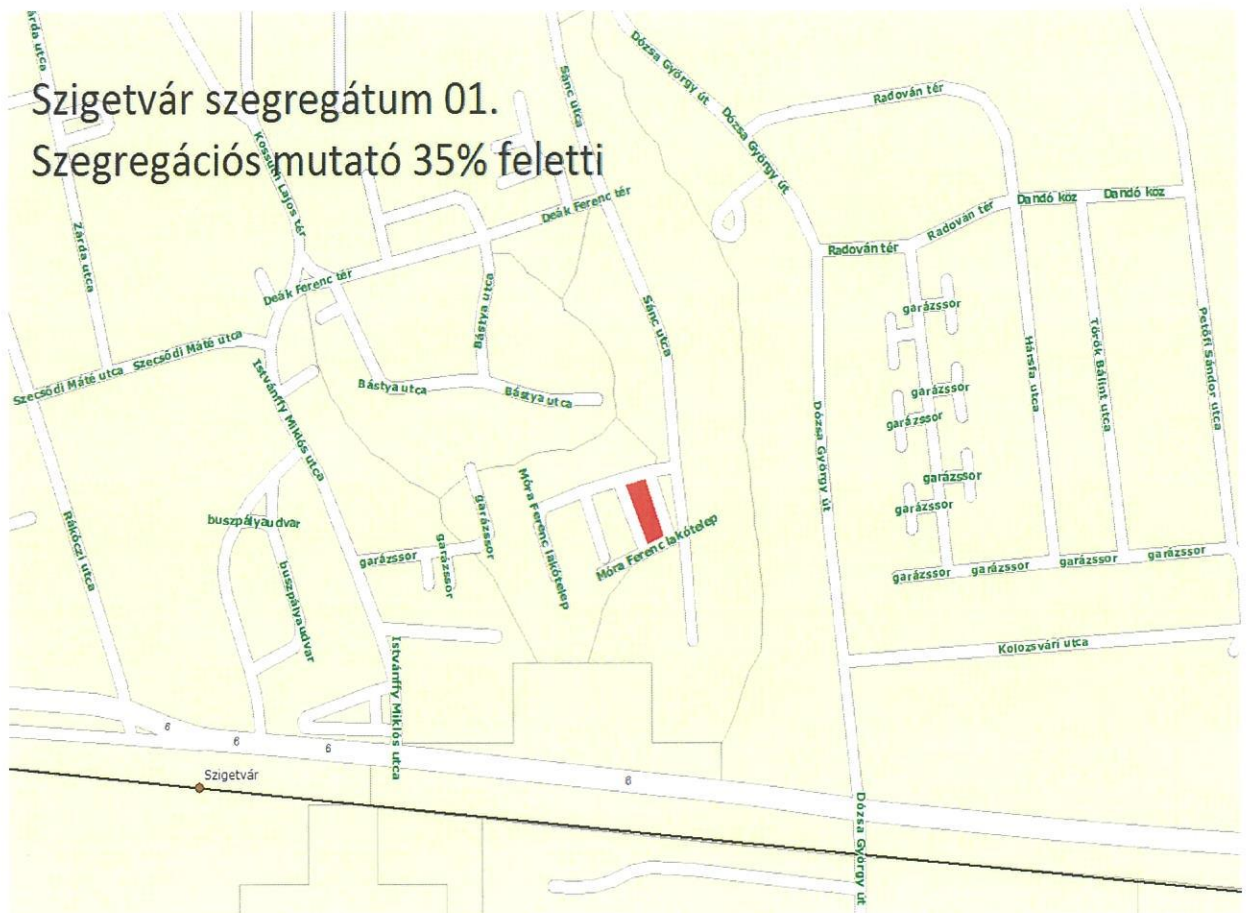 Szigetvár szegregátum 01.
Szegregációs mutató 35% feletti
Zárda utca
Kossuth Lajos tér
Sánc utca
Dózsa György út
Dózsa György út
Radován tér
Deák Ferenc tér
Dandó köz
Dandó köz
Zárda utca
Radován tér
Radován tér
Deák Ferenc tér
Bástya utca
Sánc utca
garázssor
Szecsődi Máté utca
Szecsődi Máté utca
Istvánffy Miklós utca
Bástya utca
Bástya utca
Hársfa utca
Török Bálint utca
Petőfi Sándor utca
garázssor
garázssor
Dózsa György út
Rákóczi utca
buszpályaudvar
buszpályaudvar
garázssor
garázssor
garázssor
Móra Ferenc lakótelep
Móra Ferenc lakótelep
garázssor
garázssor
garázssor
garázssor
garázssor
garázssor
Kolozsvári utca
Istvánffy Miklós utca
6
6
6
6
Szigetvár
Dózsa György út